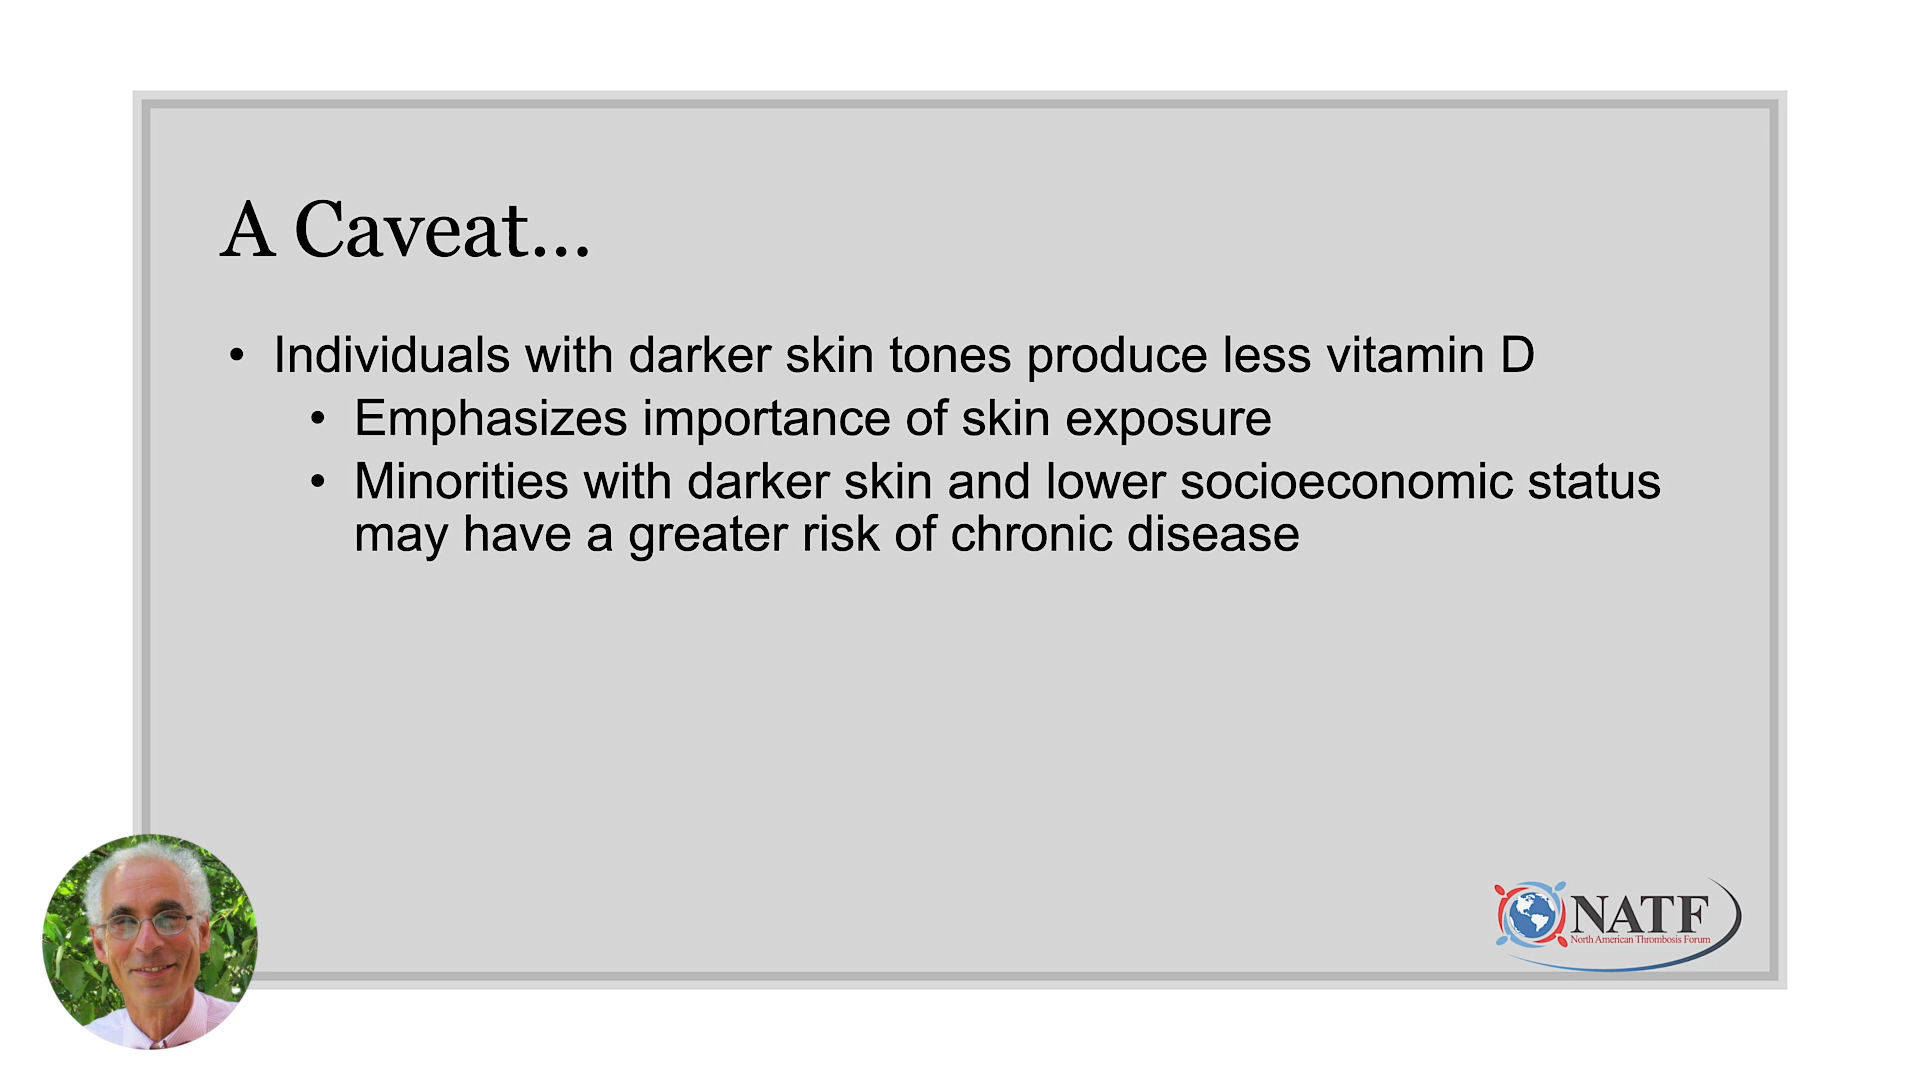 A Caveat...
• Individuals with darker skin tones produce less vitamin D
• Emphasizes importance of skin exposure
• Minorities with darker skin and lower socioeconomic status
may have a greater risk of chronic disease
NATF
North American Thrombosis Forum